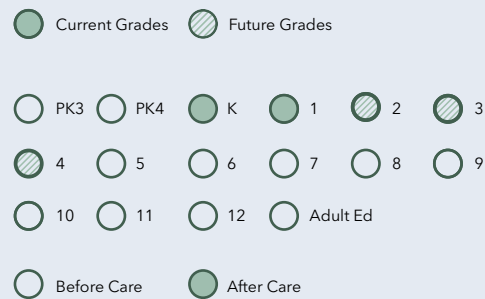 Current Grades Future Grades
PK3 PK4 K 1 2 3
4 5 6 7 8 9
10 11 12 Adult Ed
Before Care After Care